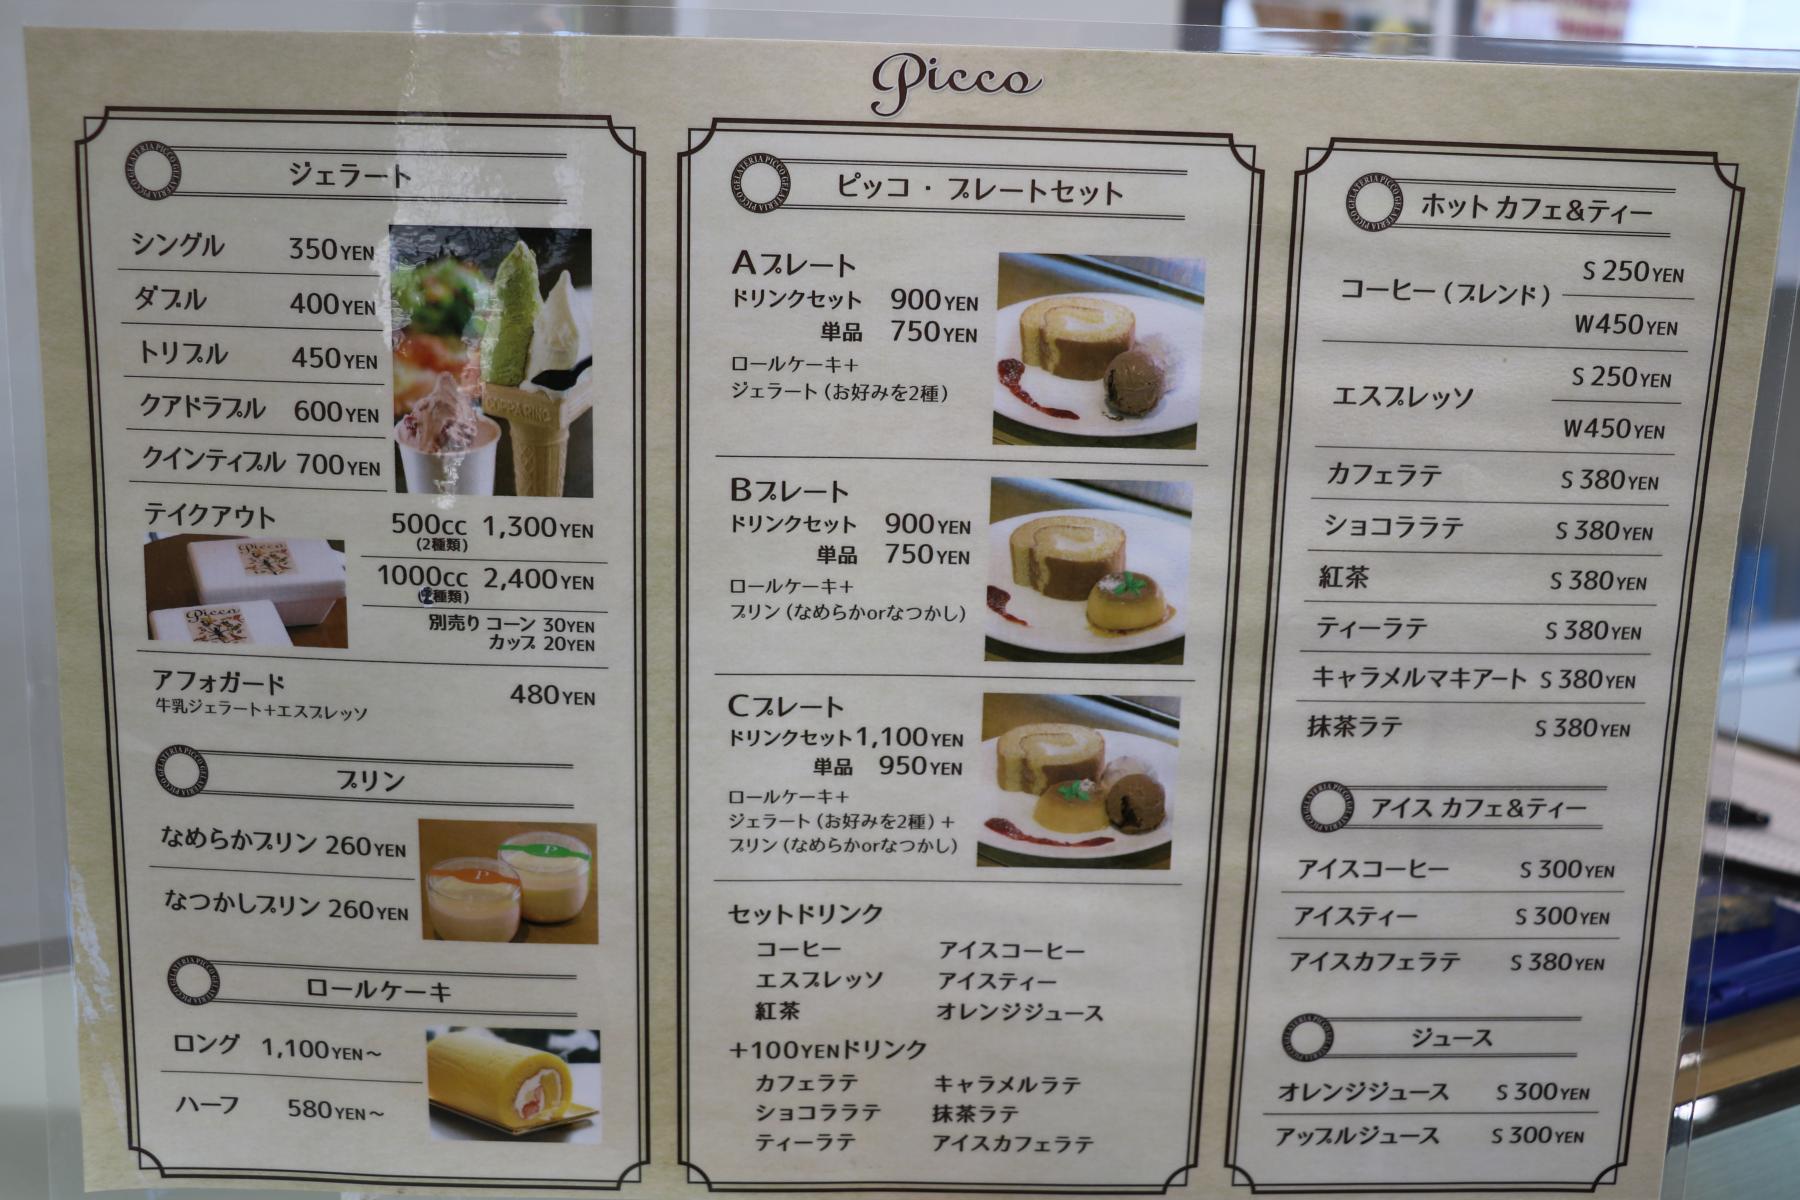 Picco
ジェラート
シングル 350YEN
ダブル 400YEN
トリプル 450YEN
クアドラプル 600YEN
クインティプル 700YEN
テイクアウト
500cc 1,300YEN
(2種類)
1000cc 2,400YEN
種類)
別売り コーン 30YEN
カップ 20YEN
アフォガード 480YEN
牛乳ジェラート+エスプレッソ
プリン
なめらかプリン 260YEN
なつかしプリン 260YEN
ロールケーキ
ロング 1,100YEN～
ハーフ 580YEN～
ピッコ・プレートセット
Aプレート
ドリンクセット 900YEN
単品 750YEN
ロールケーキ+
ジェラート(お好みを2種)
Bプレート
ドリンクセット 900YEN
単品 750YEN
ロールケーキ+
プリン(なめらかorなつかし)
Cプレート
ドリンクセット1,100YEN
単品 950YEN
ロールケーキ+
ジェラート(お好みを2種)+
プリン(なめらかorなつかし)
セットドリンク
コーヒー アイスコーヒー
エスプレッソ アイスティー
紅茶 オレンジジュース
+100YENドリンク
カフェラテ キャラメルラテ
ショコララテ 抹茶ラテ
ティーラテ アイスカフェラテ
ホット カフェ&ティー
コーヒー(ブレンド) S 250YEN
W450YEN
エスプレッソ S 250YEN
W450YEN
カフェラテ S 380YEN
ショコララテ S 380YEN
紅茶 S 380YEN
ティーラテ S 380YEN
キャラメルマキアート S 380YEN
抹茶ラテ S 380YEN
アイス カフェ&ティー
アイスコーヒー S 300YEN
アイスティー S 300YEN
アイスカフェラテ S 380YEN
ジュース
オレンジジュース S 300YEN
アップルジュース S 300YEN